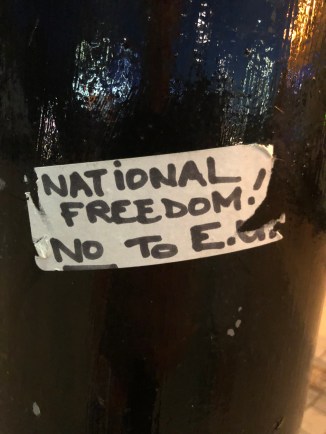 NATIONAL
FREEDOM!
NO TO E.U.